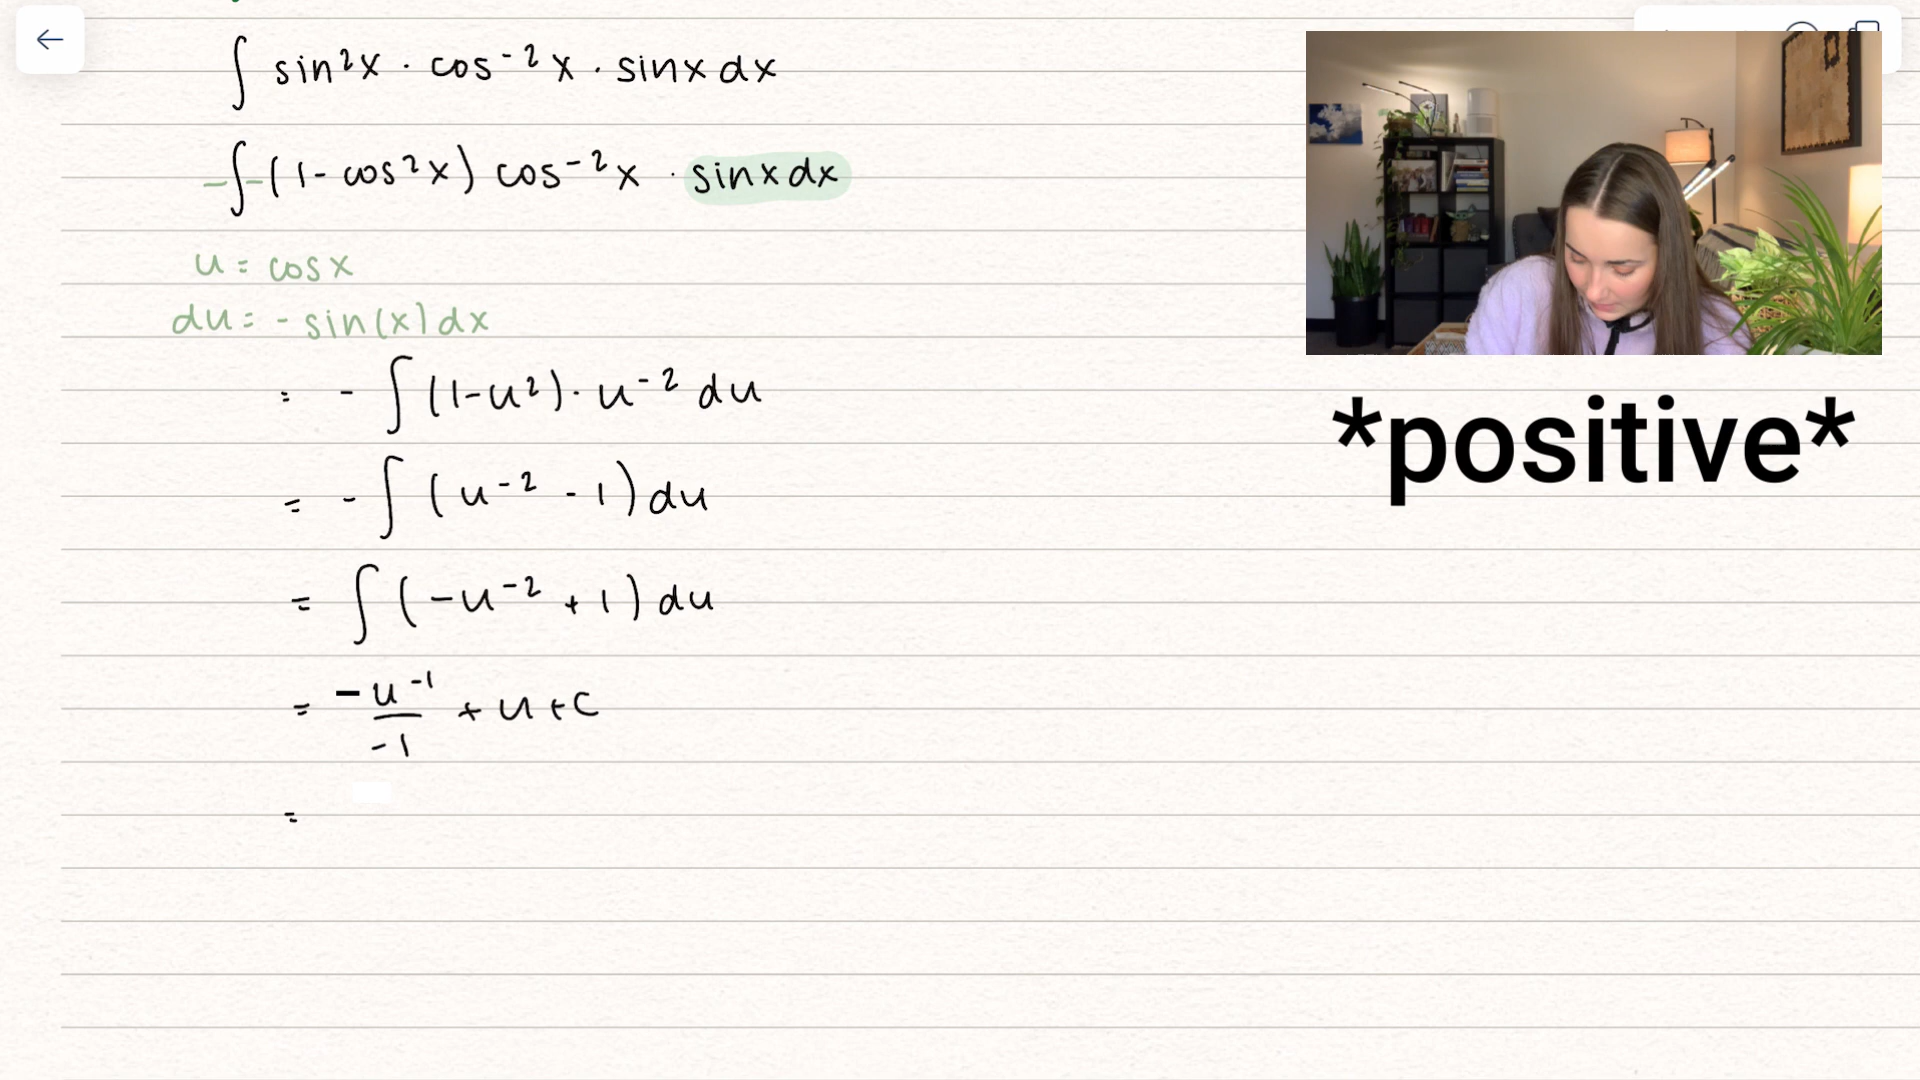 ∫ sin²x · cos⁻²x · sinx dx
-∫-(1-cos²x) cos⁻²x · sinx dx
u = cosx
du = -sin(x)dx
= -∫(1-u²)·u⁻² du
= -∫(u⁻² -1)du
= ∫(-u⁻² +1)du
= -u⁻¹/-1 + u + C
=
*positive*